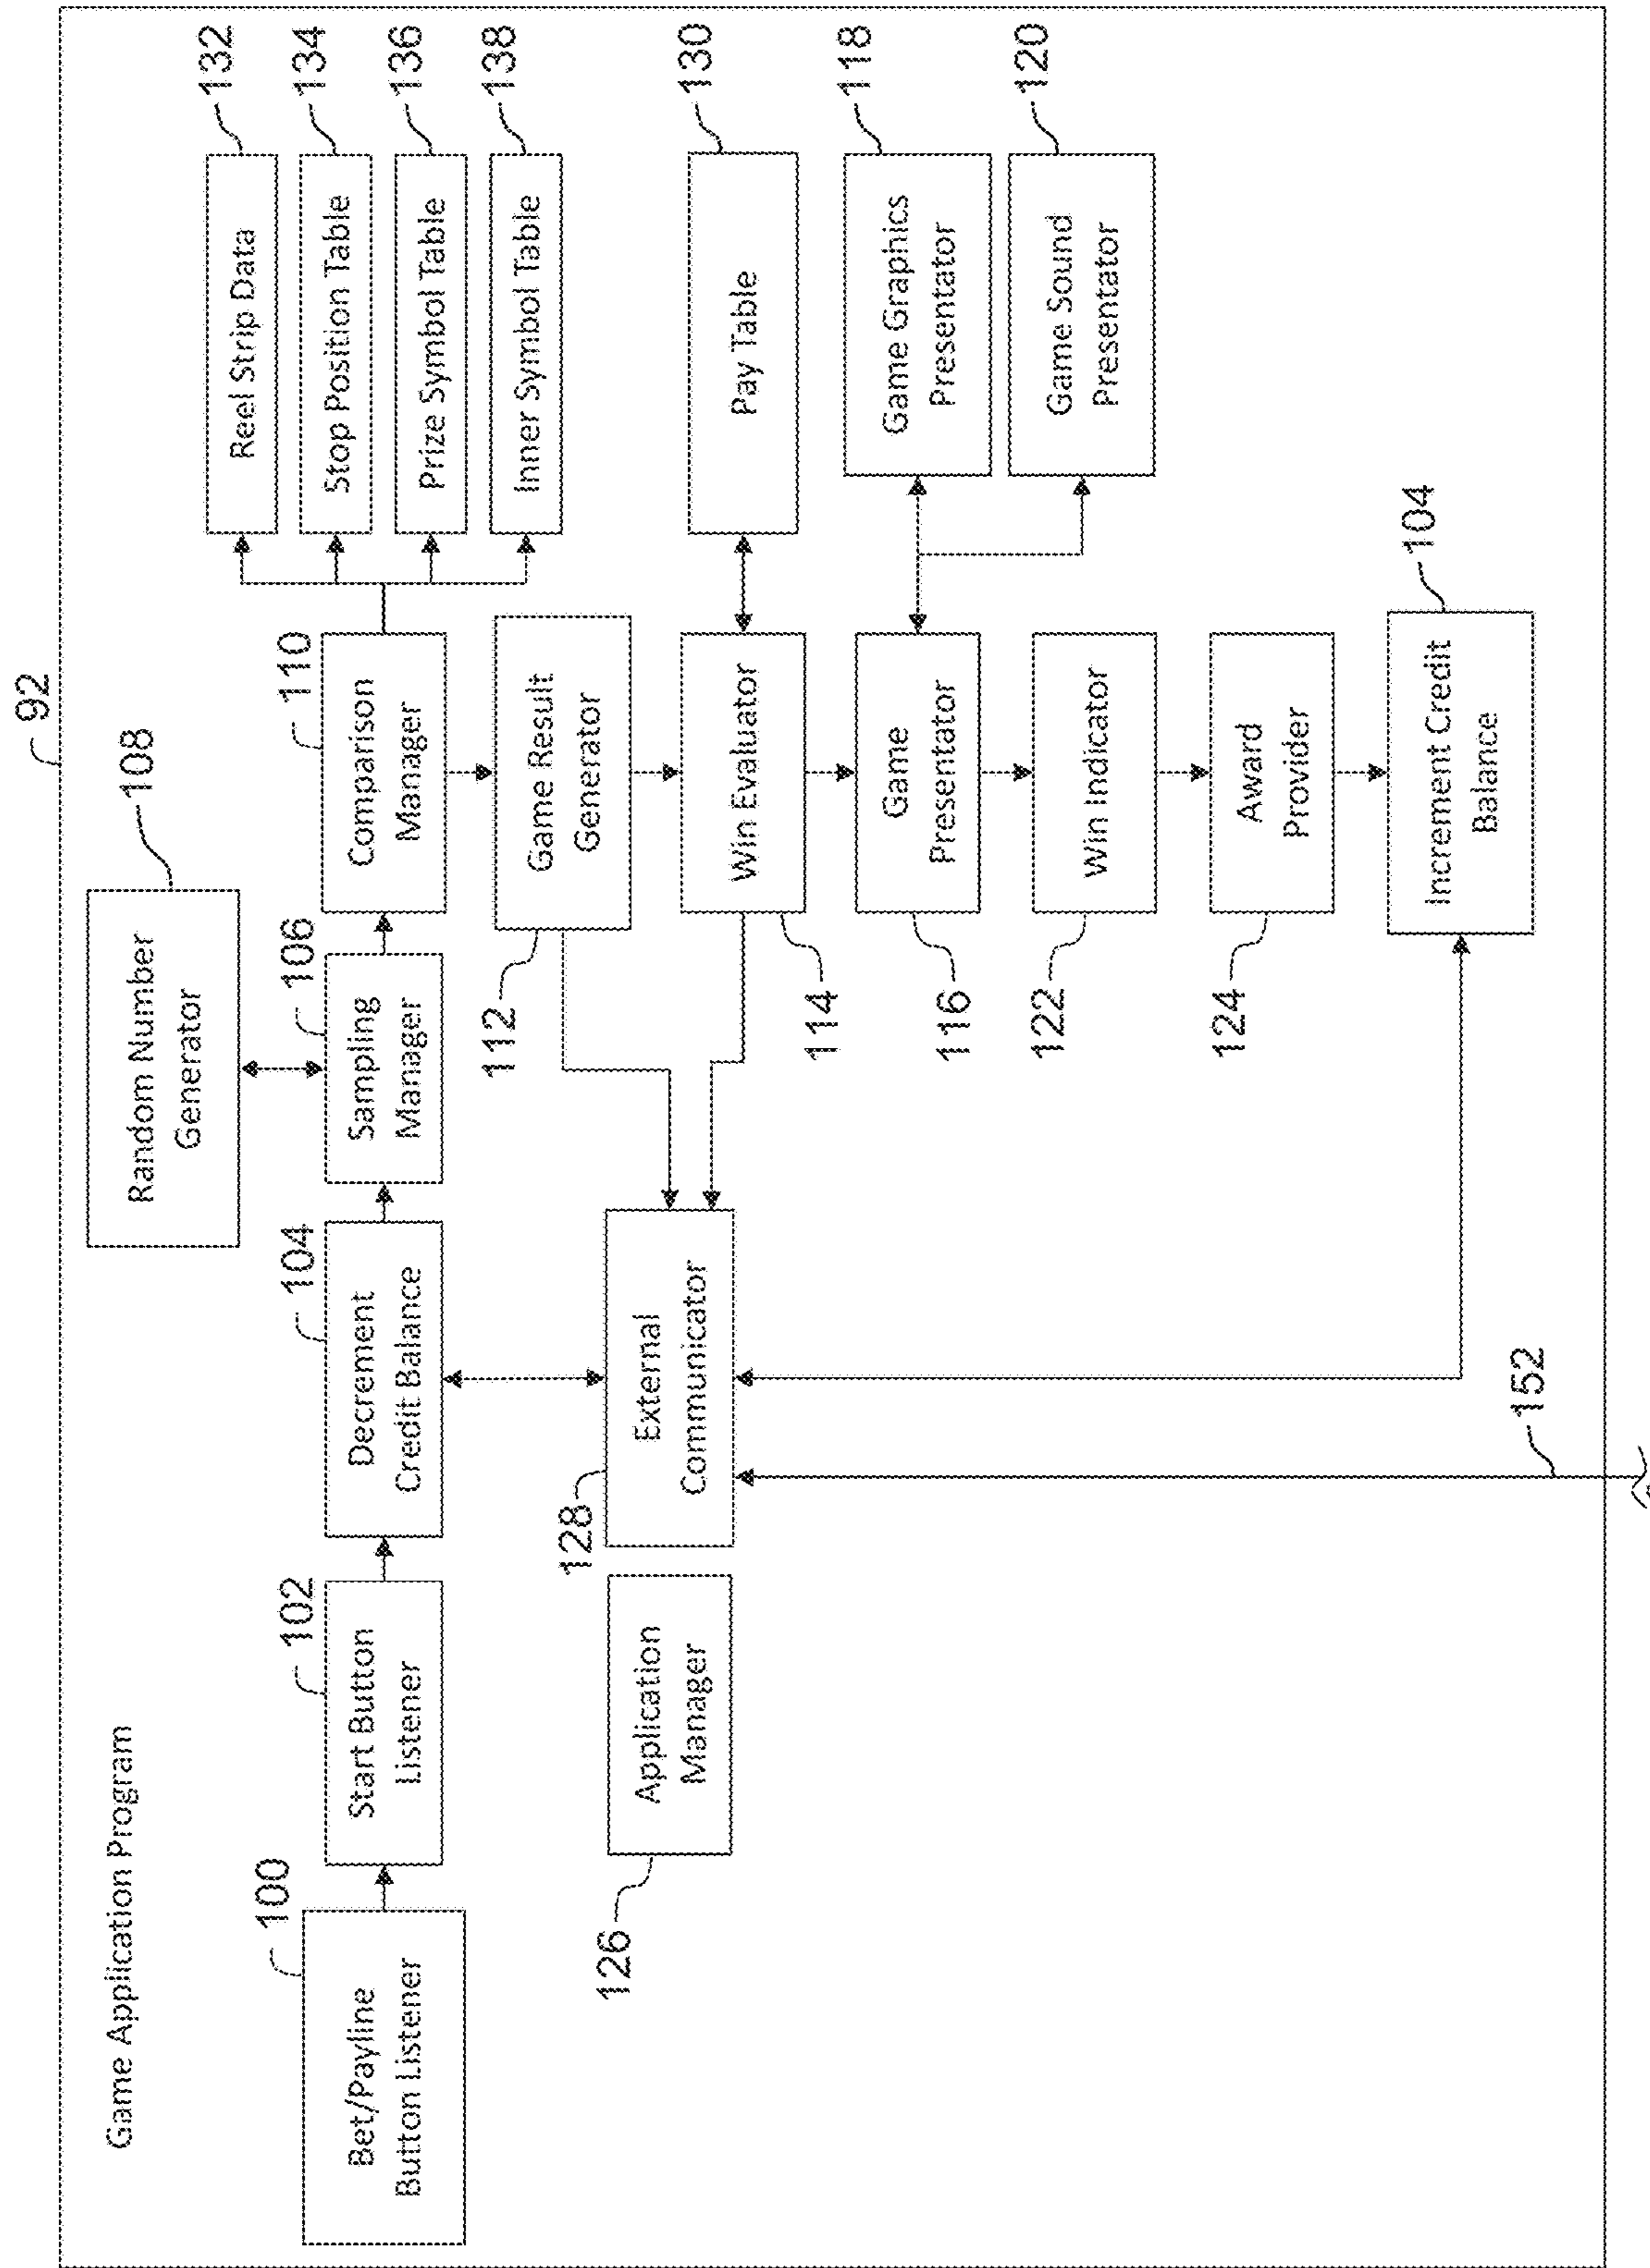 92
Game Application Program
Random Number
Generator
108
Bet/Payline
Button Listener
100
Start Button
Listener
102
Decrement
Credit Balance
104
Sampling
Manager
106
Comparison
Manager
110
Reel Strip Data
132
Stop Position Table
134
Prize Symbol Table
136
Inner Symbol Table
138
Game Result
Generator
112
Application
Manager
126
External
Communicator
128
Win Evaluator
114
Pay Table
130
Game
Presentator
116
Game Graphics
Presentator
118
Game Sound
Presentator
120
Win Indicator
122
Award
Provider
124
Increment Credit
Balance
104
152